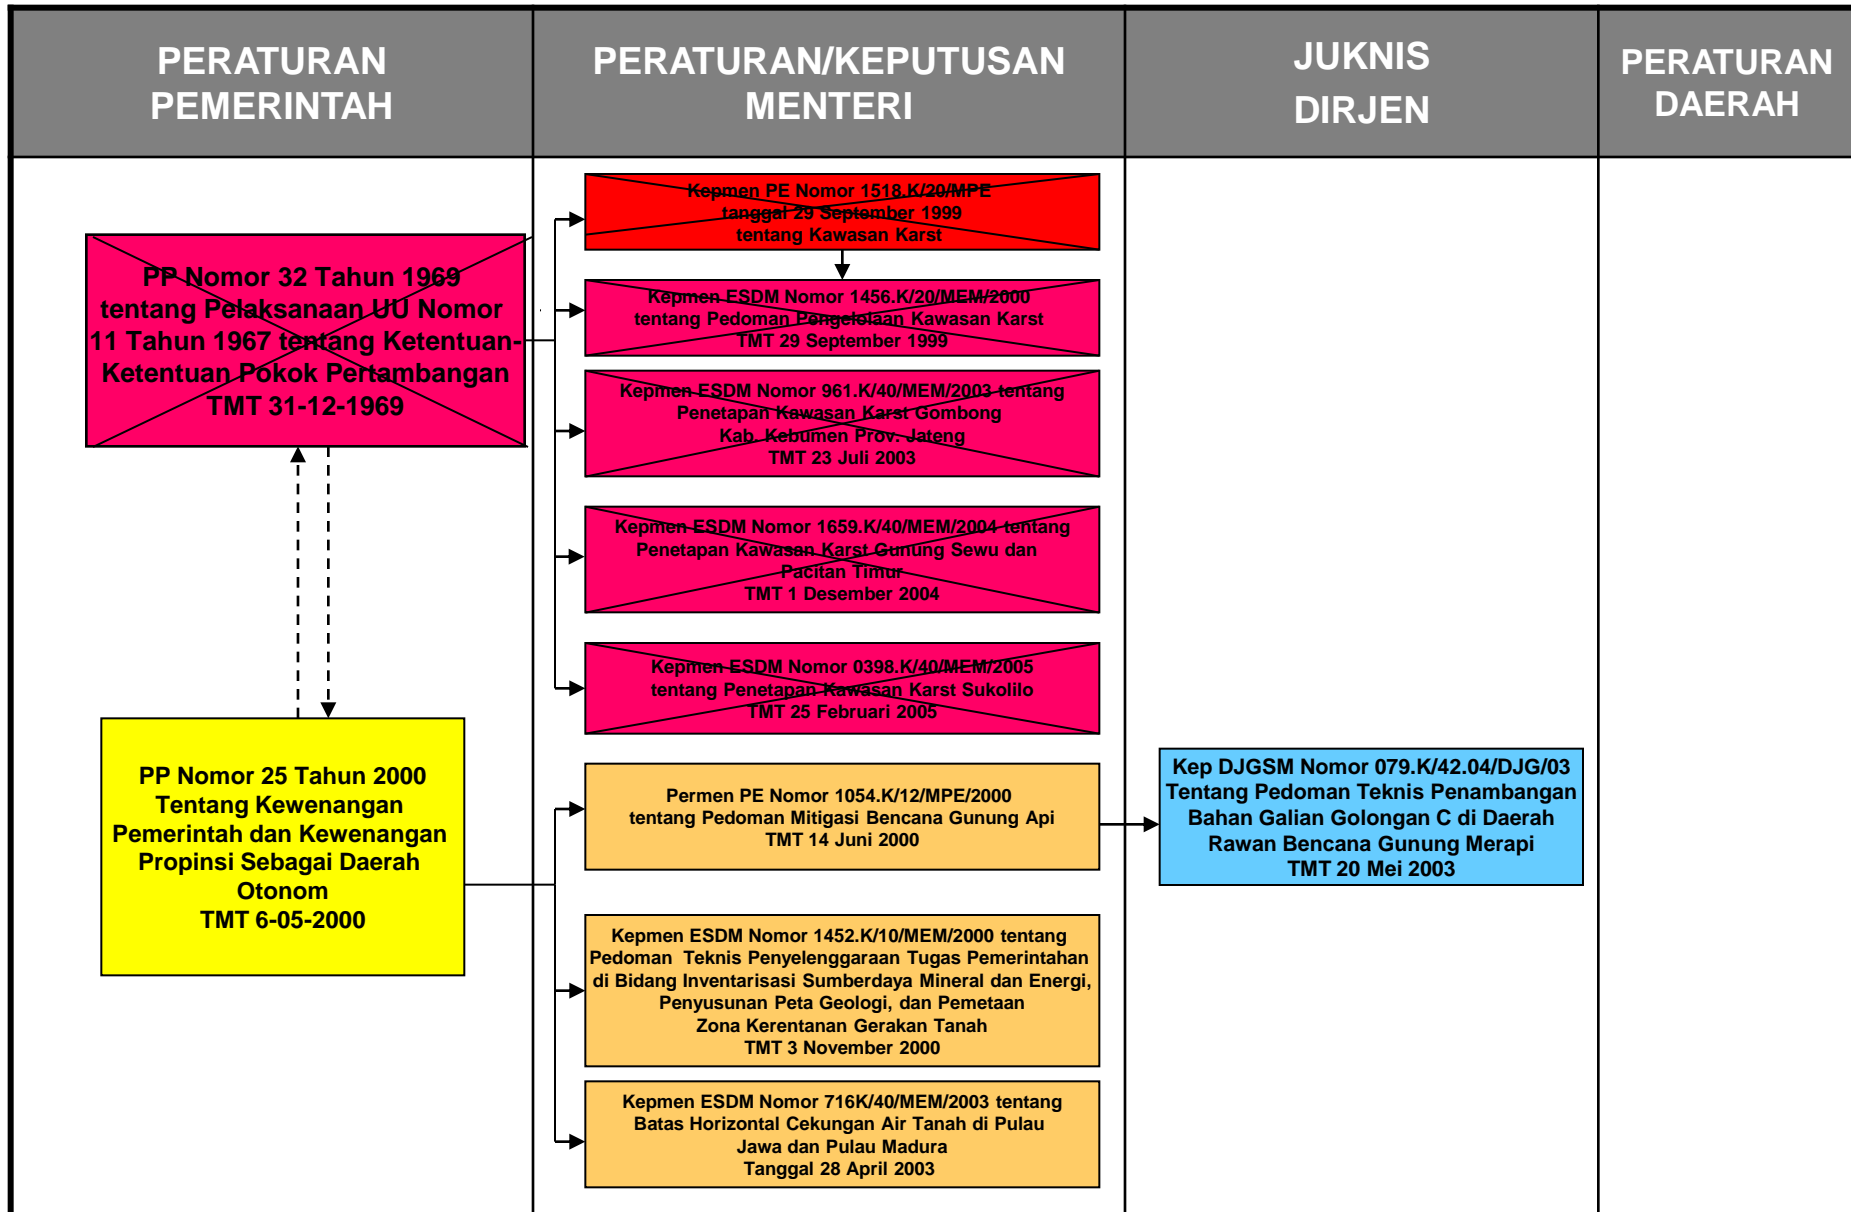 PERATURAN
PEMERINTAH
PERATURAN/KEPUTUSAN
MENTERI
JUKNIS
DIRJEN
PERATURAN
DAERAH
PP Nomor 32 Tahun 1969
tentang Pelaksanaan UU Nomor
11 Tahun 1967 tentang Ketentuan-
Ketentuan Pokok Pertambangan
TMT 31-12-1969
PP Nomor 25 Tahun 2000
Tentang Kewenangan
Pemerintah dan Kewenangan
Propinsi Sebagai Daerah
Otonom
TMT 6-05-2000
Kepmen PE Nomor 1518.K/20/MPE
tanggal 29 September 1999
tentang Kawasan Karst
Kepmen ESDM Nomor 1456.K/20/MEM/2000
tentang Pedoman Pengelolaan Kawasan Karst
TMT 29 September 1999
Kepmen ESDM Nomor 961.K/40/MEM/2003 tentang
Penetapan Kawasan Karst Gombong
Kab. Kebumen Prov. Jateng
TMT 23 Juli 2003
Kepmen ESDM Nomor 1659.K/40/MEM/2004 tentang
Penetapan Kawasan Karst Gunung Sewu dan
Pacitan Timur
TMT 1 Desember 2004
Kepmen ESDM Nomor 0398.K/40/MEM/2005
tentang Penetapan Kawasan Karst Sukolilo
TMT 25 Februari 2005
Permen PE Nomor 1054.K/12/MPE/2000
tentang Pedoman Mitigasi Bencana Gunung Api
TMT 14 Juni 2000
Kepmen ESDM Nomor 1452.K/10/MEM/2000 tentang
Pedoman  Teknis Penyelenggaraan Tugas Pemerintahan
di Bidang Inventarisasi Sumberdaya Mineral dan Energi,
Penyusunan Peta Geologi, dan Pemetaan
Zona Kerentanan Gerakan Tanah
TMT 3 November 2000
Kepmen ESDM Nomor 716K/40/MEM/2003 tentang
Batas Horizontal Cekungan Air Tanah di Pulau
Jawa dan Pulau Madura
Tanggal 28 April 2003
Kep DJGSM Nomor 079.K/42.04/DJG/03
Tentang Pedoman Teknis Penambangan
Bahan Galian Golongan C di Daerah
Rawan Bencana Gunung Merapi
TMT 20 Mei 2003